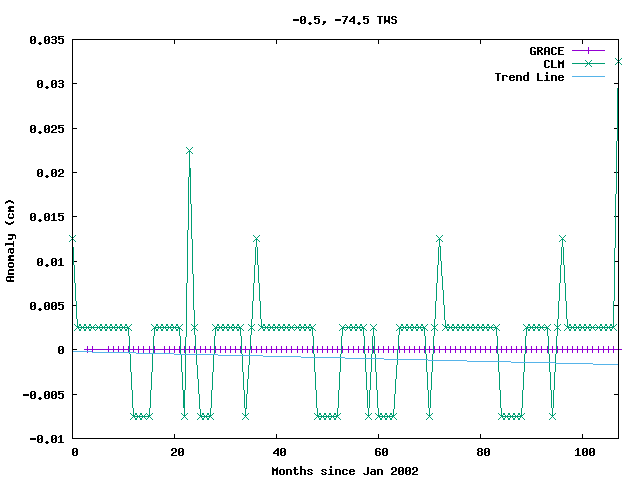 -0.5, -74.5 TWS
GRACE
CLM
Trend Line
0.035
0.03
0.025
0.02
0.015
0.01
0.005
0
-0.005
-0.01
Anomaly (cm)
0 20 40 60 80 100
Months since Jan 2002